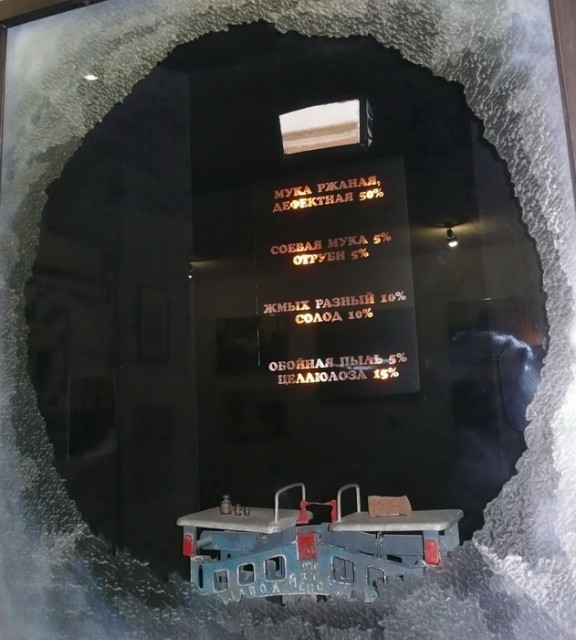 МУКА РЖАНАЯ,
ДЕФЕКТНАЯ 50%
СОЕВАЯ МУКА 5%
ОТРУБИ 5%
ЖМЫХ РАЗНЫЙ 10%
СОЛОД 10%
ОБОЙНАЯ ПЫЛЬ 5%
ЦЕЛЛЮЛОЗА 15%